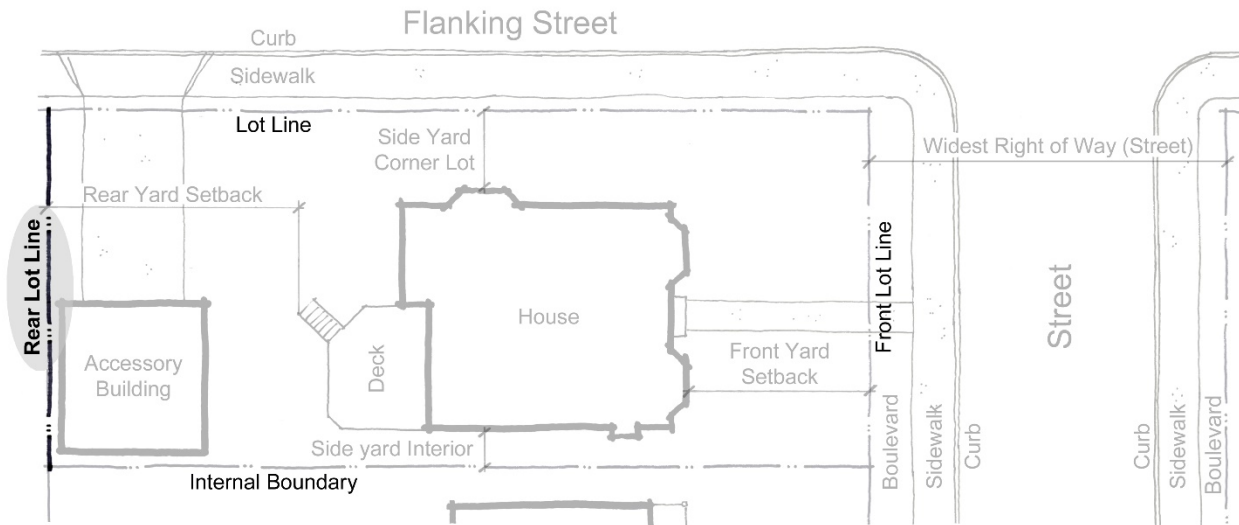 Flanking Street
Curb
Sidewalk
Lot Line
Side Yard
Corner Lot
Widest Right of Way (Street)
Rear Yard Setback
Rear Lot Line
Front Lot Line
Street
House
Accessory
Building
Deck
Front Yard
Setback
Side yard Interior
Internal Boundary
Boulevard
Sidewalk
Curb
Curb
Sidewalk
Boulevard